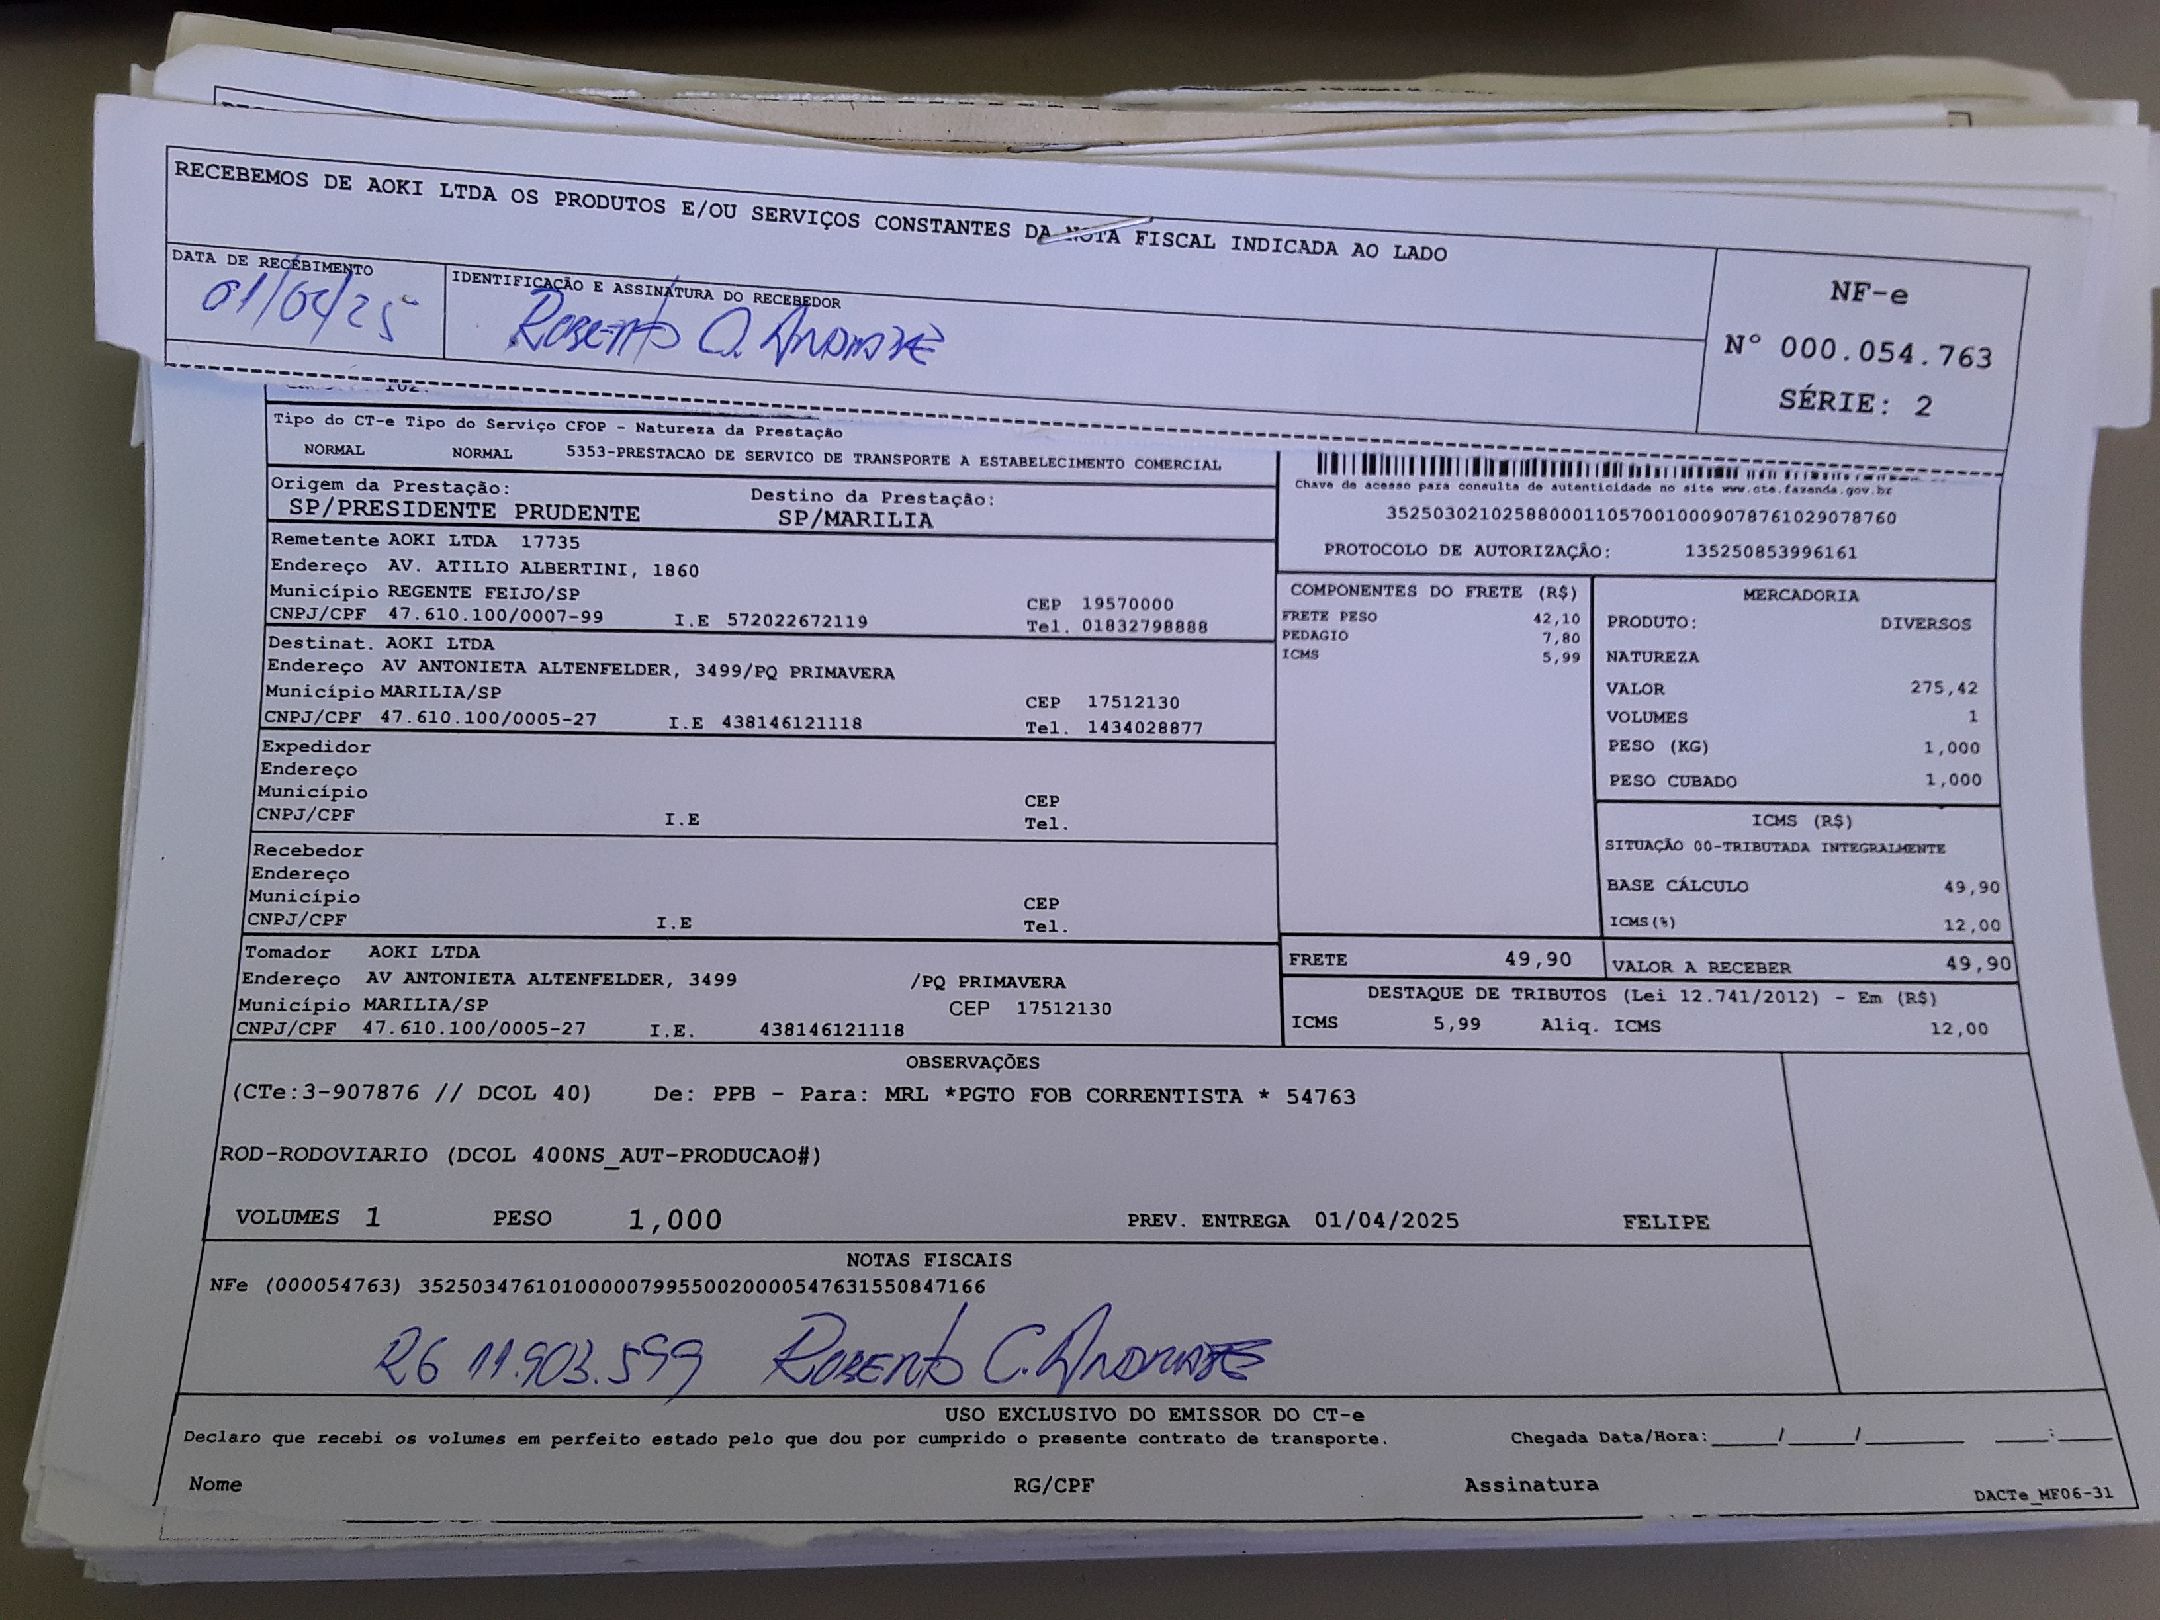 RECEBEMOS DE AOKI LTDA OS PRODUTOS E/OU SERVIÇOS CONSTANTES DA NOTA FISCAL INDICADA AO LADO
DATA DE RECEBIMENTO
01/04/25
IDENTIFICAÇÃO E ASSINATURA DO RECEBEDOR
ROBERTO C. ANDRADE
NF-e
Nº 000.054.763
SÉRIE: 2
Tipo do CT-e Tipo do Serviço CFOP - Natureza da Prestação
NORMAL NORMAL 5353-PRESTACAO DE SERVICO DE TRANSPORTE A ESTABELECIMENTO COMERCIAL
Origem da Prestação: Destino da Prestação:
SP/PRESIDENTE PRUDENTE SP/MARILIA
Remetente AOKI LTDA 17735
Endereço AV. ATILIO ALBERTINI, 1860
Município REGENTE FEIJO/SP CEP 19570000
CNPJ/CPF 47.610.100/0007-99 I.E 572022672119 Tel. 01832798888
Destinat. AOKI LTDA
Endereço AV ANTONIETA ALTENFELDER, 3499/PQ PRIMAVERA
Município MARILIA/SP CEP 17512130
CNPJ/CPF 47.610.100/0005-27 I.E 438146121118 Tel. 1434028877
Expedidor
Endereço
Município CEP
CNPJ/CPF I.E Tel.
Recebedor
Endereço
Município CEP
CNPJ/CPF I.E Tel.
Tomador AOKI LTDA
Endereço AV ANTONIETA ALTENFELDER, 3499 /PQ PRIMAVERA
Município MARILIA/SP CEP 17512130
CNPJ/CPF 47.610.100/0005-27 I.E. 438146121118
Chave de acesso para consulta de autenticidade no site www.cte.fazenda.gov.br
35250302102588000110570010009078761029078760
PROTOCOLO DE AUTORIZAÇÃO: 135250853996161
COMPONENTES DO FRETE (R$)
FRETE PESO 42,10
PEDAGIO 7,80
ICMS 5,99
MERCADORIA
PRODUTO: DIVERSOS
NATUREZA
VALOR 275,42
VOLUMES 1
PESO (KG) 1,000
PESO CUBADO 1,000
ICMS (R$)
SITUAÇÃO 00-TRIBUTADA INTEGRALMENTE
BASE CÁLCULO 49,90
ICMS(%) 12,00
FRETE 49,90 VALOR A RECEBER 49,90
DESTAQUE DE TRIBUTOS (Lei 12.741/2012) - Em (R$)
ICMS 5,99 Aliq. ICMS 12,00
OBSERVAÇÕES
(CTe:3-907876 // DCOL 40) De: PPB - Para: MRL *PGTO FOB CORRENTISTA * 54763
ROD-RODOVIARIO (DCOL 400NS_AUT-PRODUCAO#)
VOLUMES 1 PESO 1,000 PREV. ENTREGA 01/04/2025 FELIPE
NOTAS FISCAIS
NFe (000054763) 35250347610100000799550020000547631550847166
RG 11.903.599 ROBERTO C. ANDRADE
USO EXCLUSIVO DO EMISSOR DO CT-e
Declaro que recebi os volumes em perfeito estado pelo que dou por cumprido o presente contrato de transporte. Chegada Data/Hora:____/____/______ ___:___
Nome RG/CPF Assinatura
DACTe_MF06-31